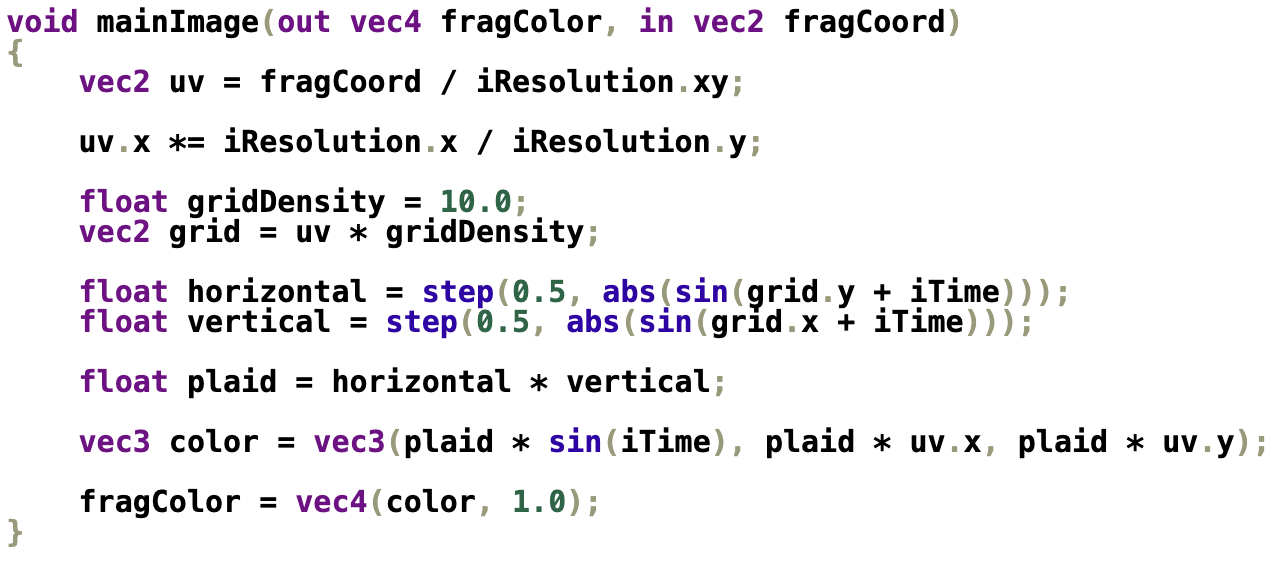 void mainImage(out vec4 fragColor, in vec2 fragCoord)
{
    vec2 uv = fragCoord / iResolution.xy;

    uv.x *= iResolution.x / iResolution.y;

    float gridDensity = 10.0;
    vec2 grid = uv * gridDensity;

    float horizontal = step(0.5, abs(sin(grid.y + iTime)));
    float vertical = step(0.5, abs(sin(grid.x + iTime)));

    float plaid = horizontal * vertical;

    vec3 color = vec3(plaid * sin(iTime), plaid * uv.x, plaid * uv.y);

    fragColor = vec4(color, 1.0);
}